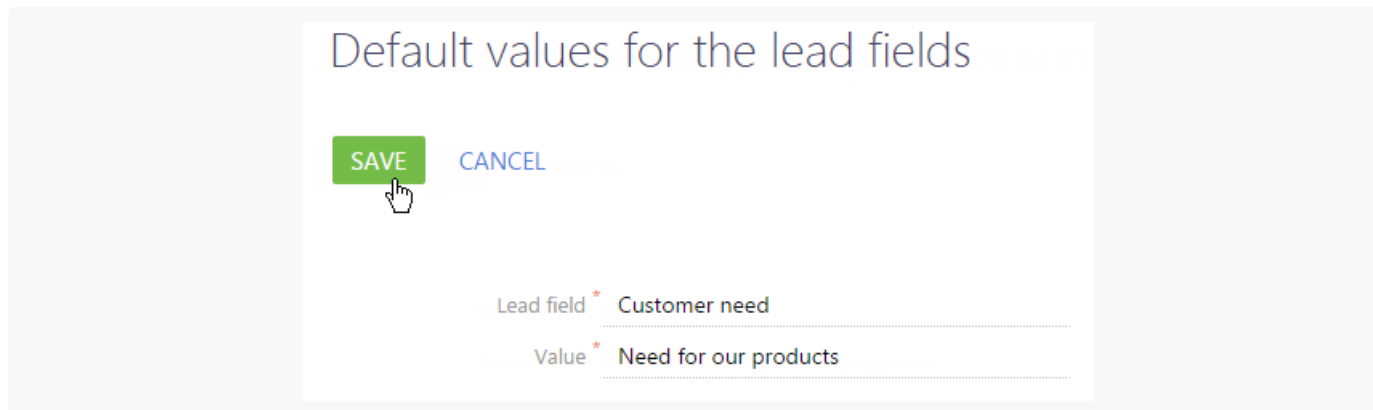 Default values for the lead fields
SAVE CANCEL
Lead field * Customer need
Value * Need for our products